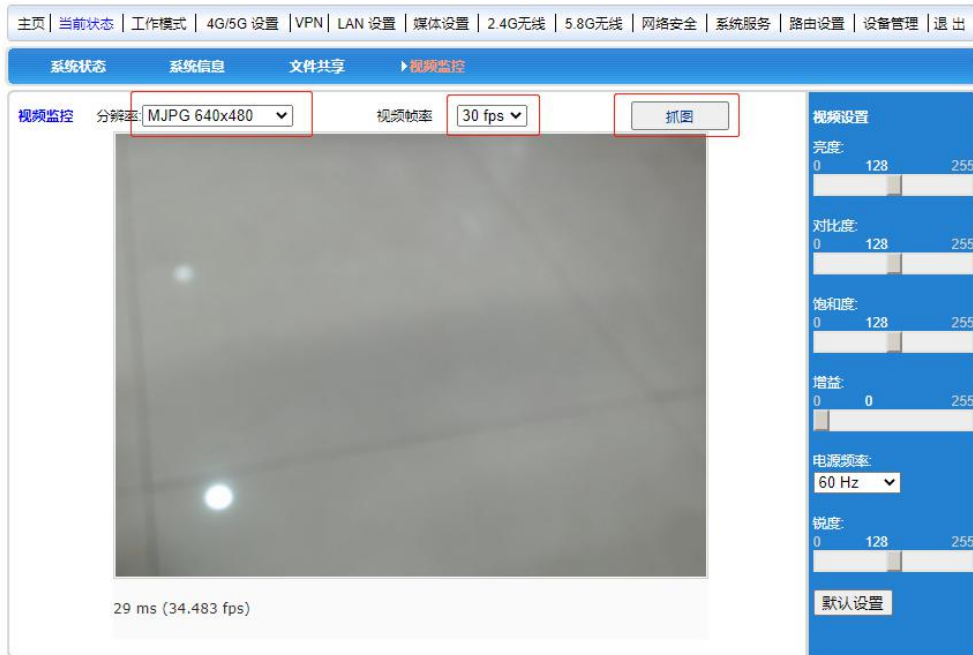 主页 | 当前状态 | 工作模式 | 4G/5G 设置 | VPN | LAN 设置 | 媒体设置 | 2.4G无线 | 5.8G无线 | 网络安全 | 系统服务 | 路由设置 | 设备管理 | 退 出
系统状态 系统信息 文件共享 视频监控
视频监控 分辨率: MJPG 640x480 视频帧率 30 fps 抓图
29 ms (34.483 fps)
视频设置
亮度:
0 128 255
对比度:
0 128 255
饱和度:
0 128 255
增益:
0 0 255
电源频率:
60 Hz
锐度:
0 128 255
默认设置